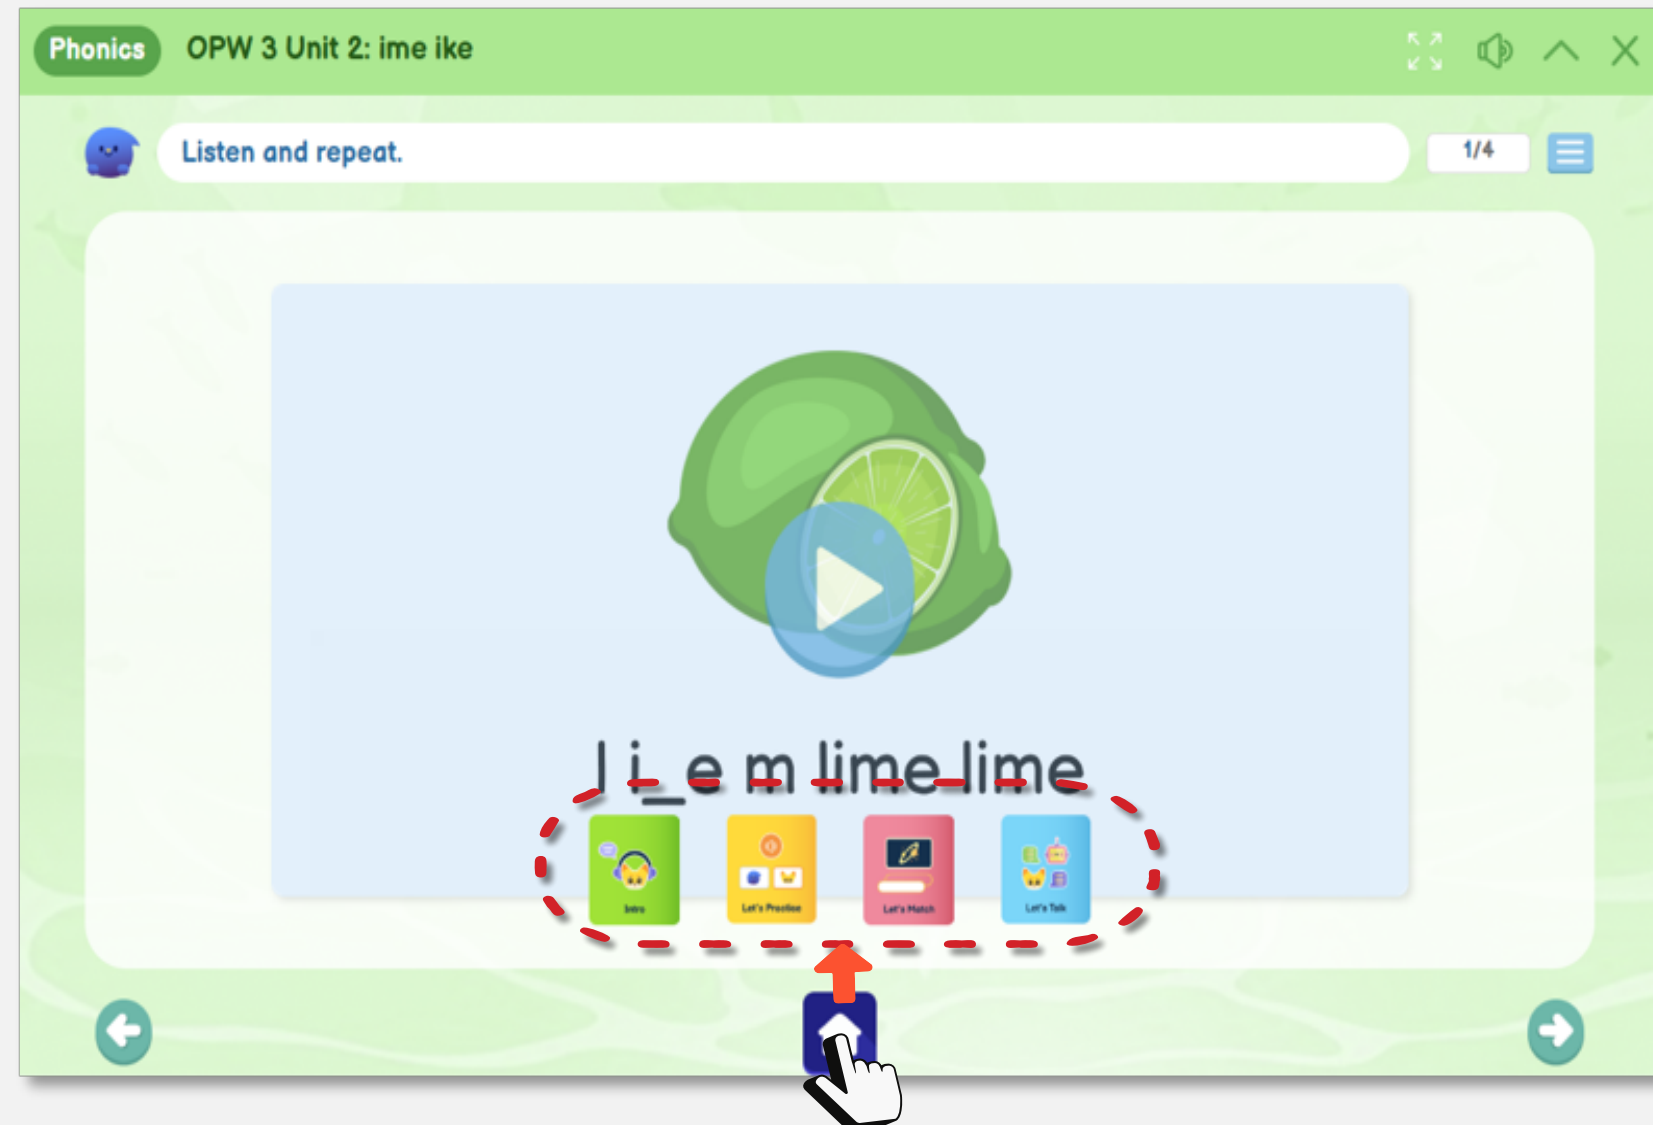 Phonics
OPW 3 Unit 2: ime ike
Listen and repeat.
1/4
l i_e m lime lime
Intro
Let's Practice
Let's Match
Let's Talk